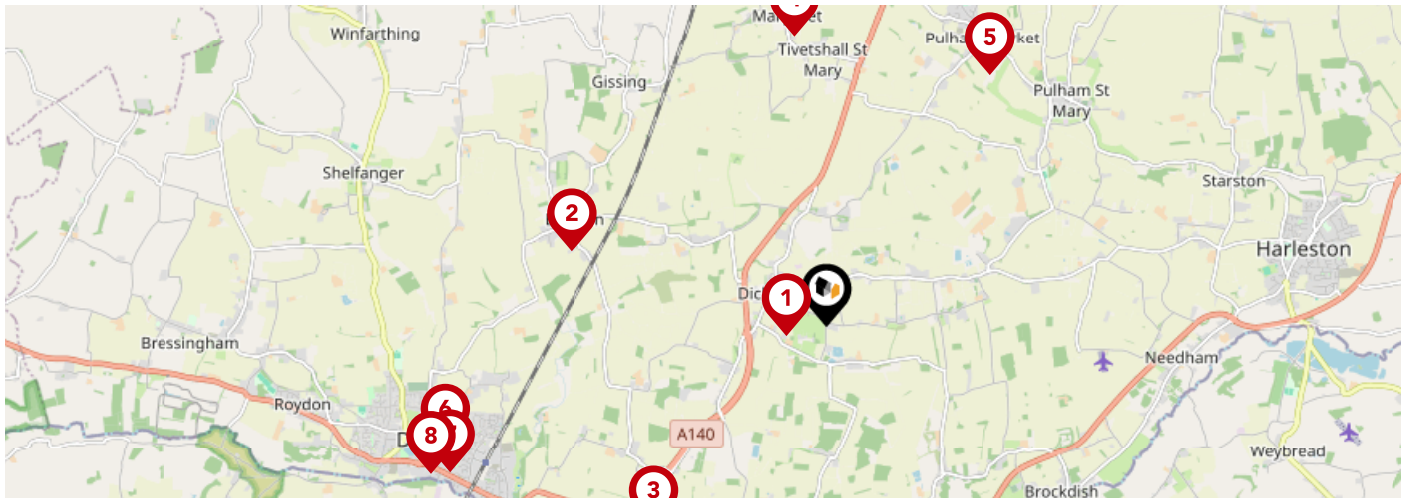 Winfarthing
Tivetshall St
Mary
5
Gissing
Pulham St
Mary
Shelfanger
Starston
2
Harleston
1
Bressingham
Needham
Roydon
6
8
A140
Weybread
3
Brockdish